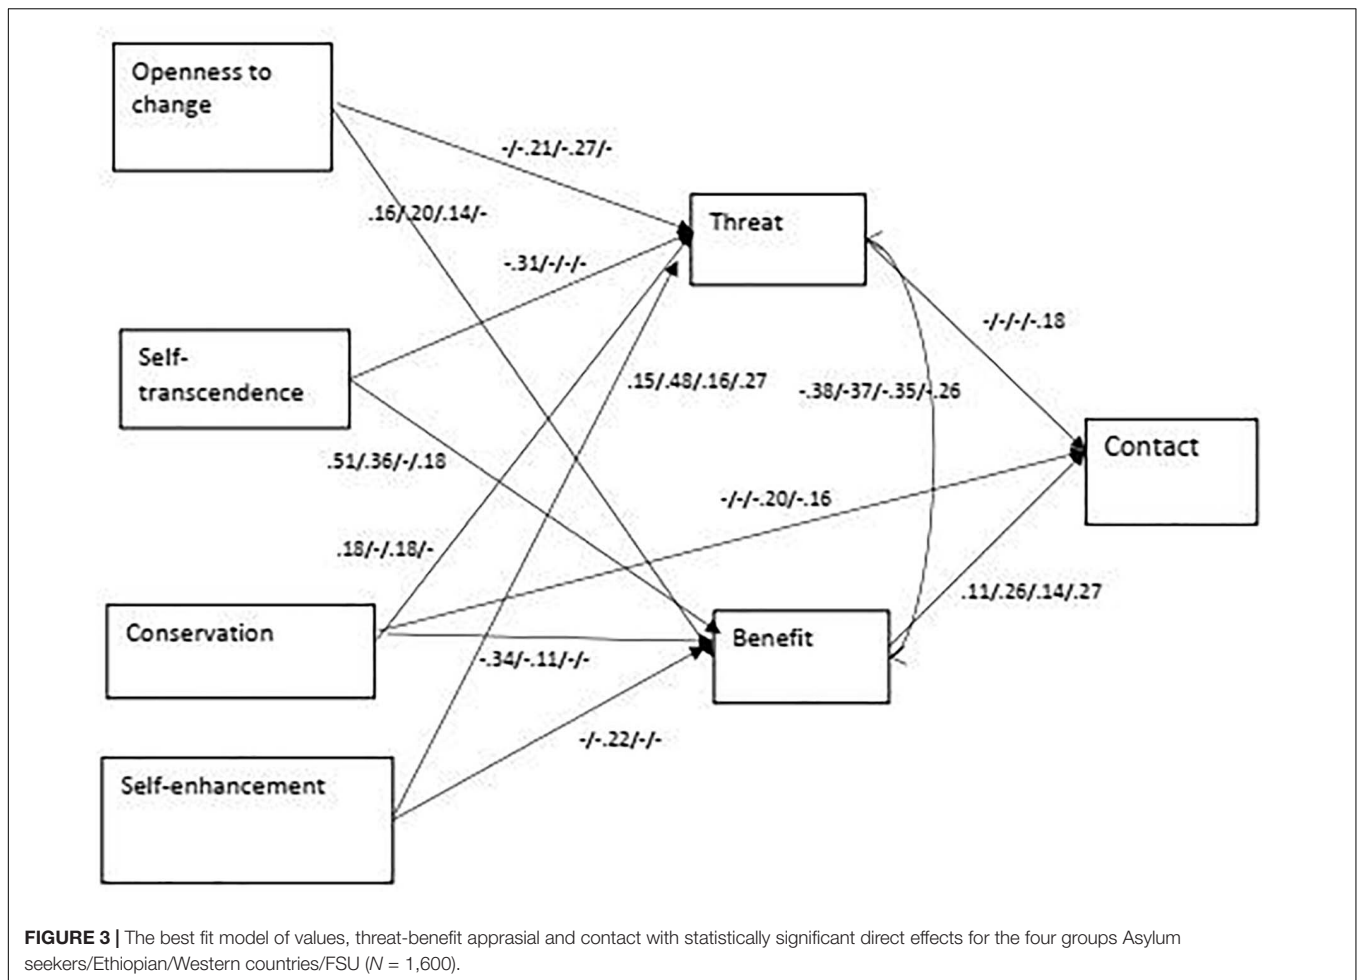 Openness to
change
-/-.21/-.27/-
.16/.20/.14/-
Threat
-.31/-/-/-
-/-/-/-.18
Self-
transcendence
.15/.48/.16/.27
-.38/-37/-.35/-.26
Contact
.51/.36/-/.18
-/-/-.20/-.16
.18/-/.18/-
.11/.26/.14/.27
Conservation
Benefit
-.34/-.11/-/-
-/-.22/-/-
Self-enhancement
FIGURE 3 | The best fit model of values, threat-benefit apprasial and contact with statistically significant direct effects for the four groups Asylum
seekers/Ethiopian/Western countries/FSU (N = 1,600).